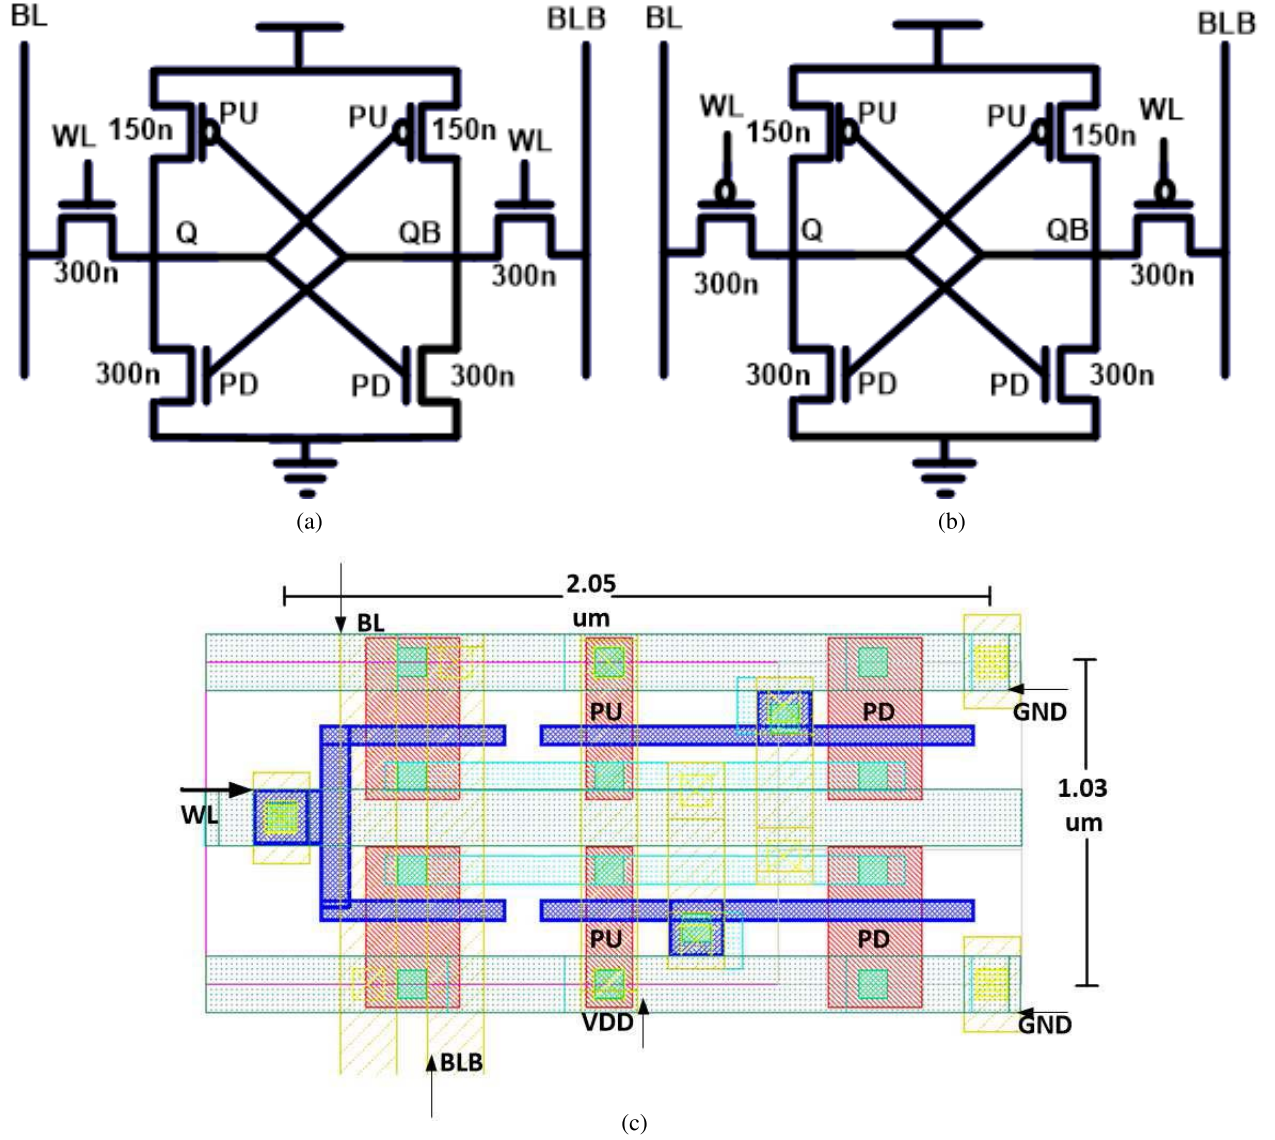 BL
BLB
BL
BLB
PU
PU
150n
150n
WL
WL
Q
QB
300n
300n
300n
300n
PD
PD
PU
PU
150n
150n
WL
WL
Q
QB
300n
300n
300n
300n
PD
PD
(a)
(b)
2.05
um
BL
PU
PD
GND
WL
1.03
um
PU
PD
VDD
GND
BLB
(c)